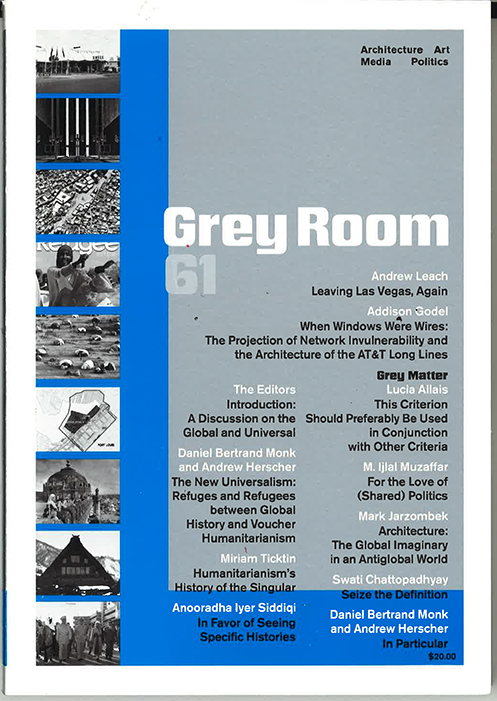 Architecture Art
Media Politics
Grey Room
61
Andrew Leach
Leaving Las Vegas, Again
Addison Godel
When Windows Were Wires:
The Projection of Network Invulnerability and
the Architecture of the AT&T Long Lines
Grey Matter
The Editors
Introduction:
A Discussion on the
Global and Universal
Daniel Bertrand Monk
and Andrew Herscher
The New Universalism:
Refuges and Refugees
between Global
History and Voucher
Humanitarianism
Miriam Ticktin
Humanitarianism's
History of the Singular
Anooradha Iyer Siddiqi
In Favor of Seeing
Specific Histories
Lucia Allais
This Criterion
Should Preferably Be Used
in Conjunction
with Other Criteria
M. Ijlal Muzaffar
For the Love of
(Shared) Politics
Mark Jarzombek
Architecture:
The Global Imaginary
in an Antiglobal World
Swati Chattopadhyay
Seize the Definition
Daniel Bertrand Monk
and Andrew Herscher
In Particular
$20.00
Refugee
PORT LOUIS